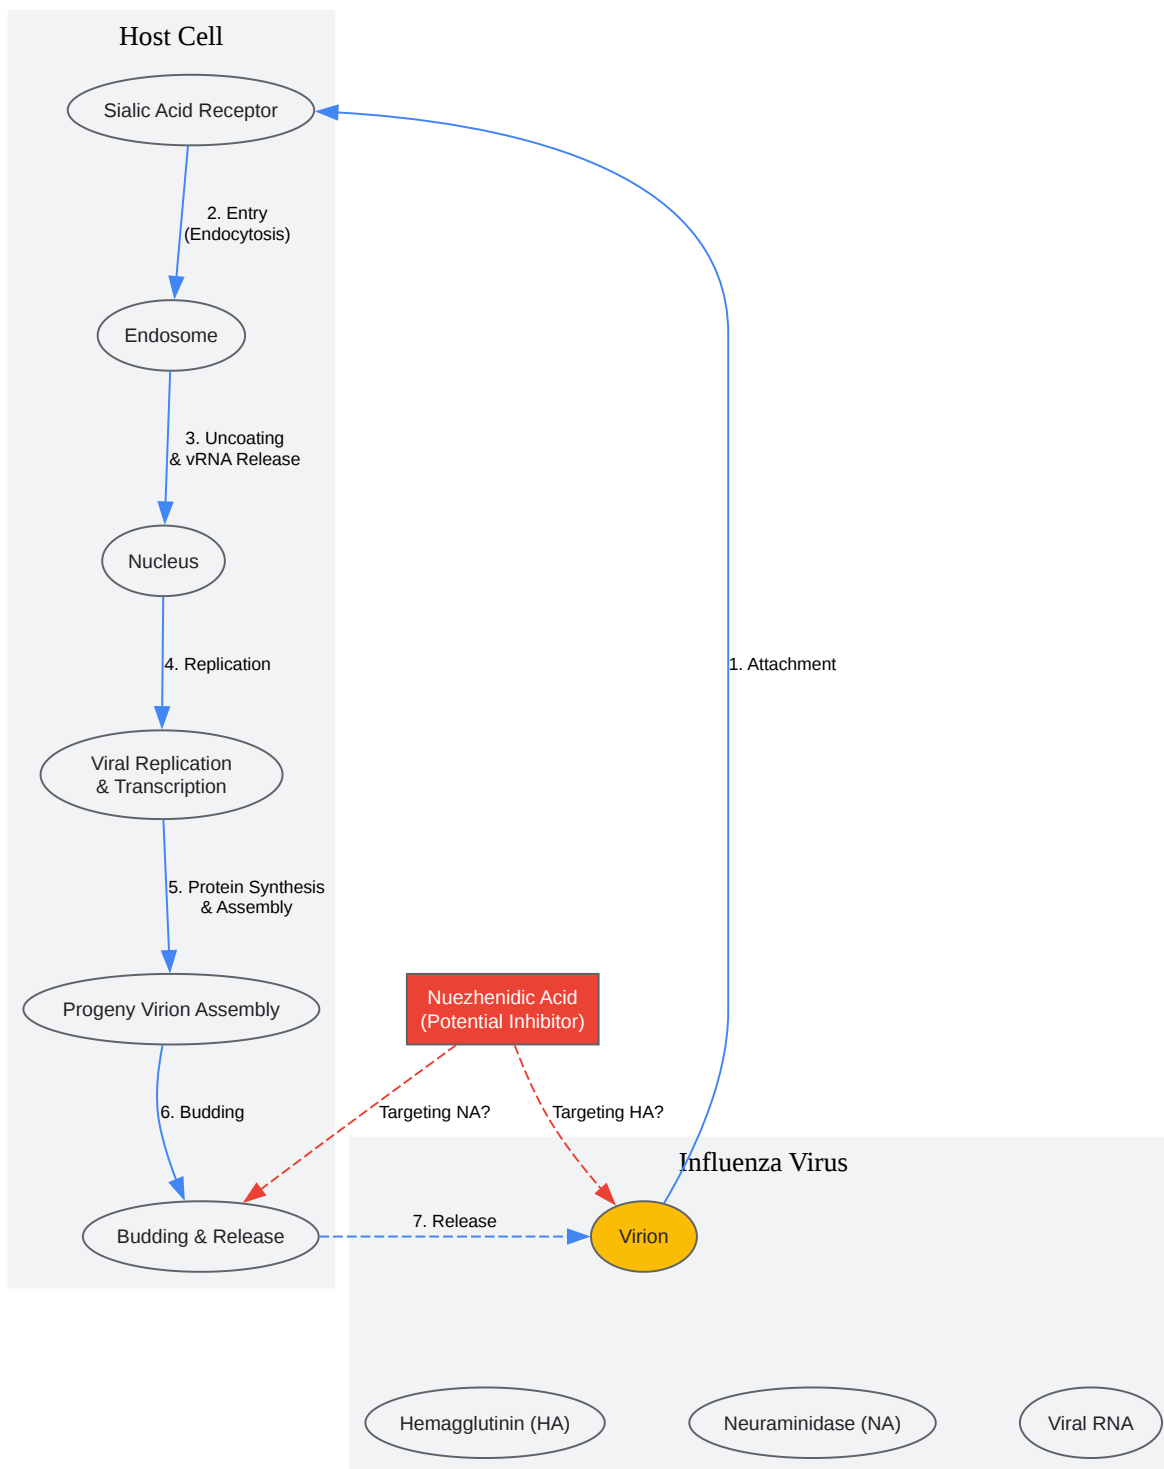 Host Cell
Sialic Acid Receptor
2. Entry
(Endocytosis)
Endosome
3. Uncoating
& vRNA Release
Nucleus
4. Replication
1. Attachment
Viral Replication
& Transcription
5. Protein Synthesis
& Assembly
Progeny Virion Assembly
Nuezhenidic Acid
(Potential Inhibitor)
6. Budding
Targeting NA?
Targeting HA?
Influenza Virus
Budding & Release
7. Release
Virion
Hemagglutinin (HA)
Neuraminidase (NA)
Viral RNA